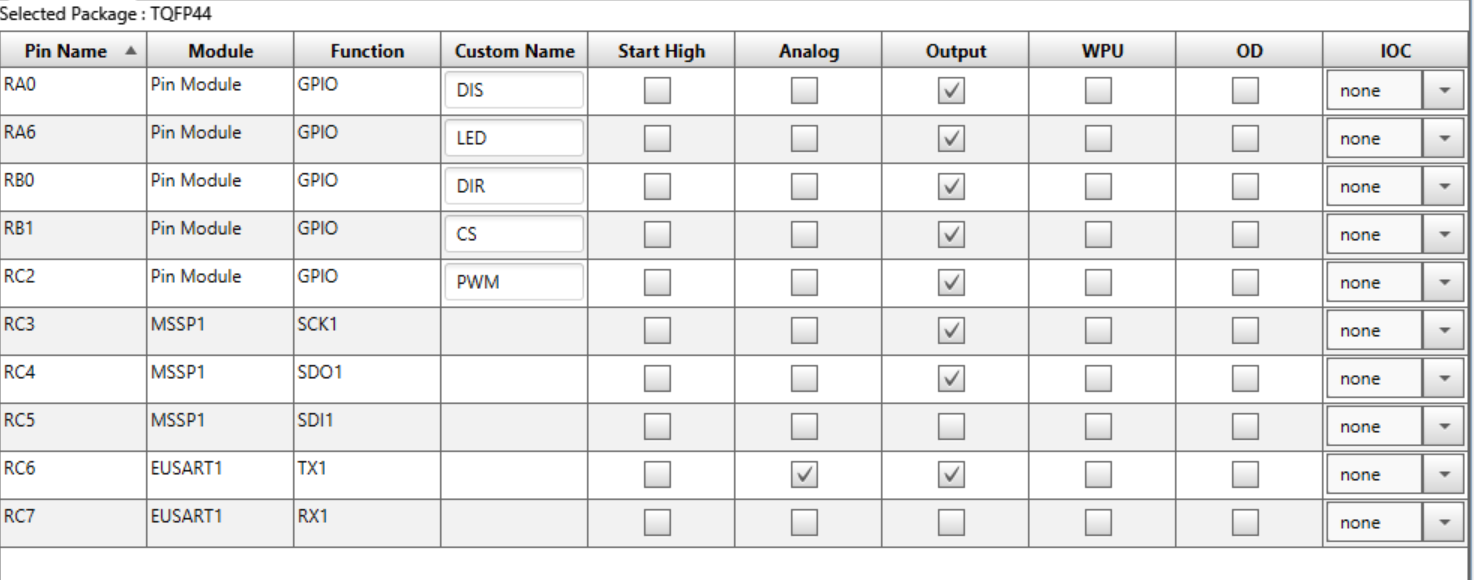 Selected Package : TQFP44
Pin Name Module Function Custom Name Start High Analog Output WPU OD IOC
RA0 Pin Module GPIO DIS none
RA6 Pin Module GPIO LED none
RB0 Pin Module GPIO DIR none
RB1 Pin Module GPIO CS none
RC2 Pin Module GPIO PWM none
RC3 MSSP1 SCK1 none
RC4 MSSP1 SDO1 none
RC5 MSSP1 SDI1 none
RC6 EUSART1 TX1 none
RC7 EUSART1 RX1 none